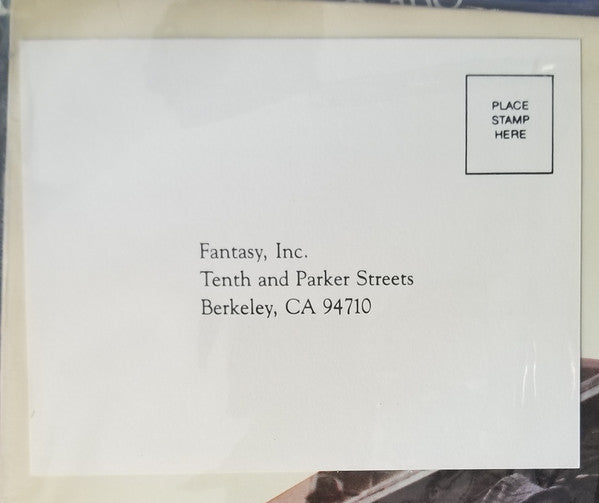 PLACE
STAMP
HERE
Fantasy, Inc.
Tenth and Parker Streets
Berkeley, CA 94710